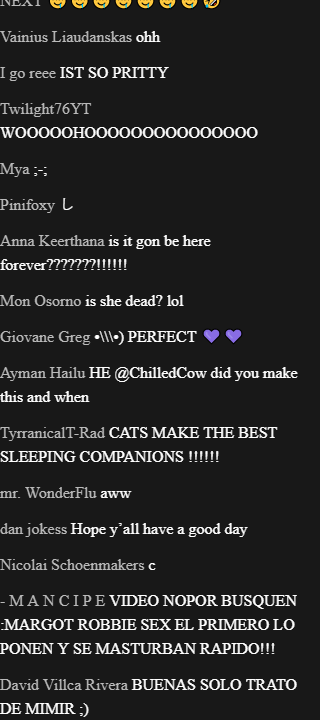 NEXT 😂😂😂😂😂😂😂🤣
Vainius Liaudanskas ohh
I go reee IST SO PRITTY
Twilight76YT
WOOOOOHOOOOOOOOOOOOOOO
Mya ;-;
Pinifoxy し
Anna Keerthana is it gon be here
forever???????!!!!!!
Mon Osorno is she dead? lol
Giovane Greg •\\\•) PERFECT 💜 💜
Ayman Hailu HE @ChilledCow did you make
this and when
TyrranicalT-Rad CATS MAKE THE BEST
SLEEPING COMPANIONS !!!!!!
mr. WonderFlu aww
dan jokess Hope y’all have a good day
Nicolai Schoenmakers c
- M A N C I P E VIDEO NOPOR BUSQUEN
:MARGOT ROBBIE SEX EL PRIMERO LO
PONEN Y SE MASTURBAN RAPIDO!!!
David Villca Rivera BUENAS SOLO TRATO
DE MIMIR ;)